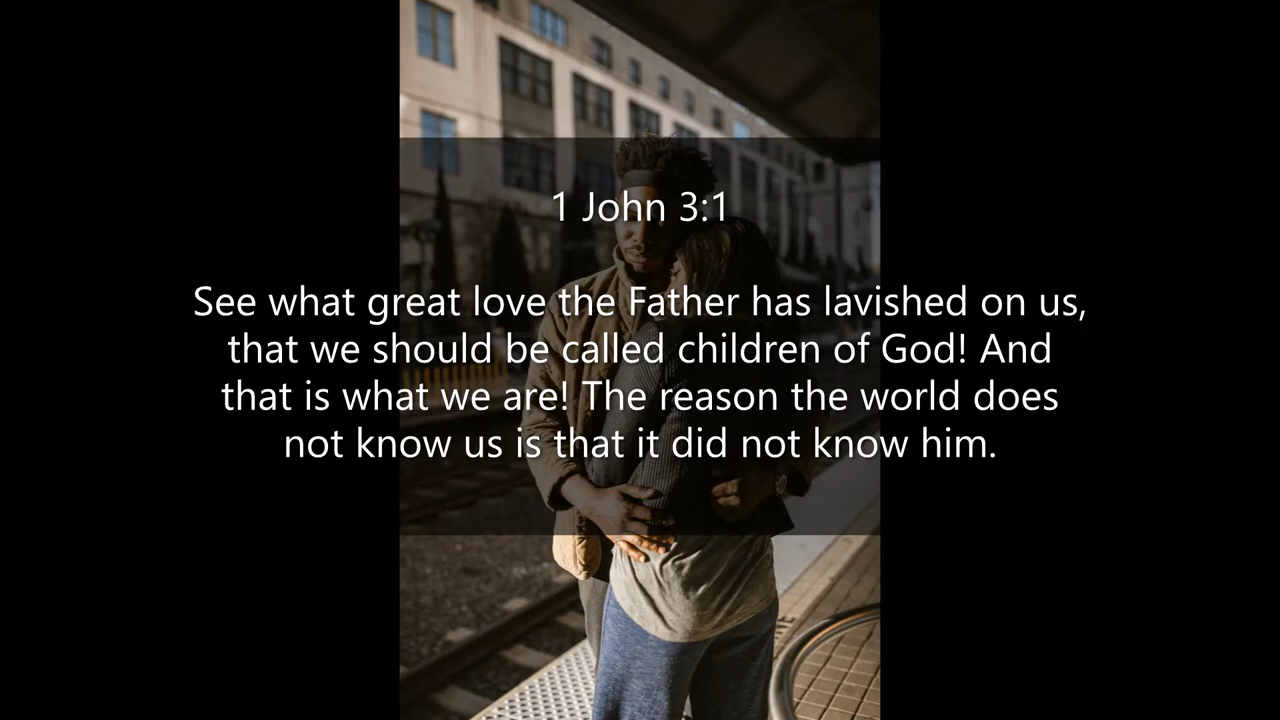 1 John 3:1
See what great love the Father has lavished on us,
that we should be called children of God! And
that is what we are! The reason the world does
not know us is that it did not know him.